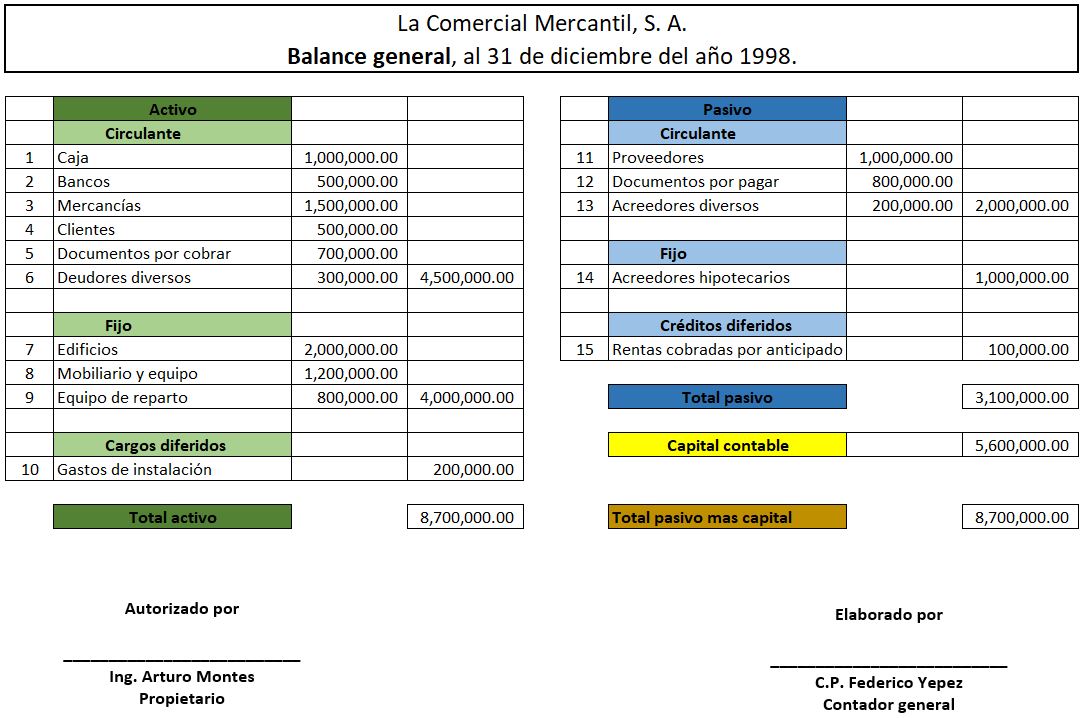 La Comercial Mercantil, S. A.
Balance general, al 31 de diciembre del año 1998.
Activo
Circulante
1 Caja 1,000,000.00
2 Bancos 500,000.00
3 Mercancías 1,500,000.00
4 Clientes 500,000.00
5 Documentos por cobrar 700,000.00
6 Deudores diversos 300,000.00 4,500,000.00
Fijo
7 Edificios 2,000,000.00
8 Mobiliario y equipo 1,200,000.00
9 Equipo de reparto 800,000.00 4,000,000.00
Cargos diferidos
10 Gastos de instalación 200,000.00
Total activo 8,700,000.00
Pasivo
Circulante
11 Proveedores 1,000,000.00
12 Documentos por pagar 800,000.00
13 Acreedores diversos 200,000.00 2,000,000.00
Fijo
14 Acreedores hipotecarios 1,000,000.00
Créditos diferidos
15 Rentas cobradas por anticipado 100,000.00
Total pasivo 3,100,000.00
Capital contable 5,600,000.00
Total pasivo mas capital 8,700,000.00
Autorizado por
Ing. Arturo Montes
Propietario
Elaborado por
C.P. Federico Yepez
Contador general